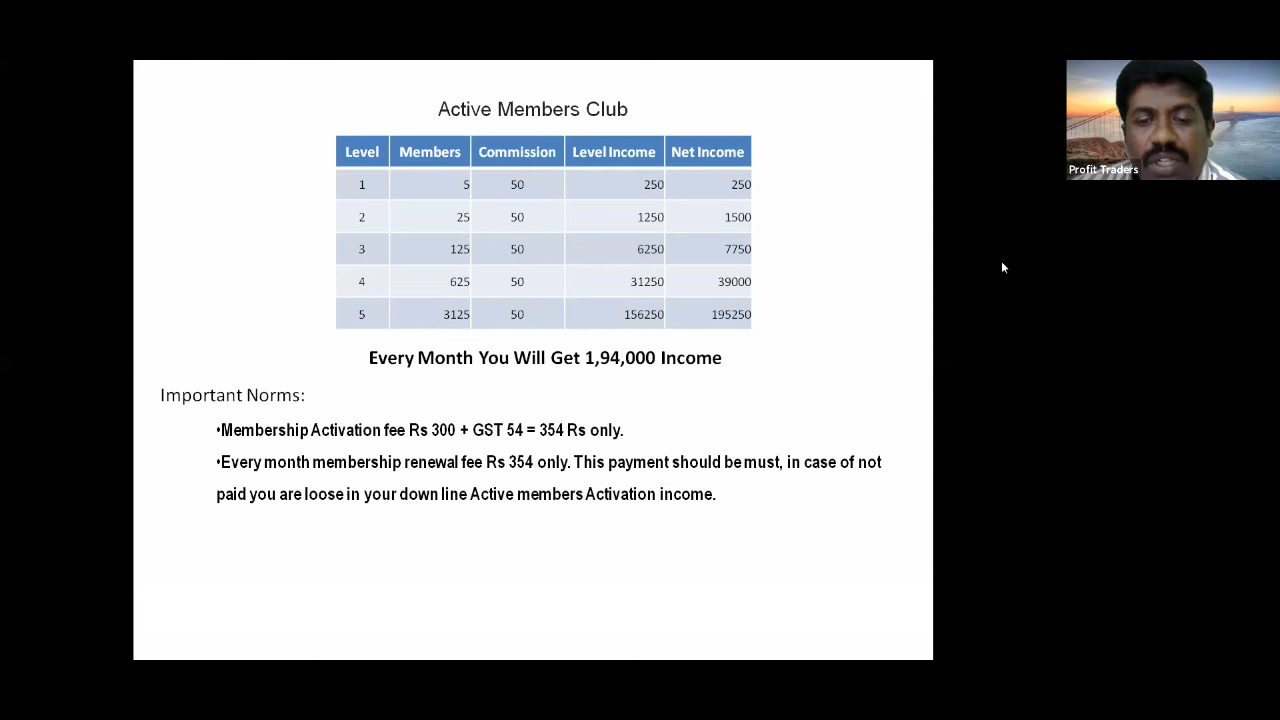 Active Members Club
Level Members Commission Level Income Net Income
1 5 50 250 250
2 25 50 1250 1500
3 125 50 6250 7750
4 625 50 31250 39000
5 3125 50 156250 195250
Every Month You Will Get 1,94,000 Income
Important Norms:
•Membership Activation fee Rs 300 + GST 54 = 354 Rs only.
•Every month membership renewal fee Rs 354 only. This payment should be must, in case of not
paid you are loose in your down line Active members Activation income.
Profit Traders